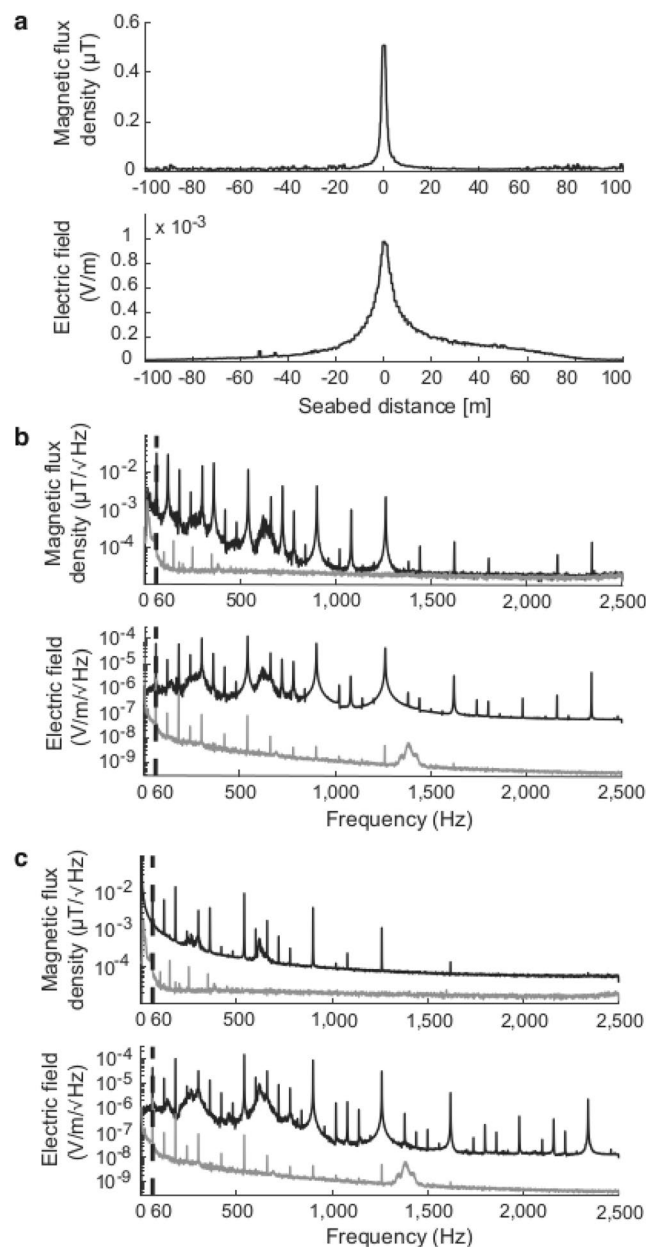 a
Magnetic flux
density (µT)
0.6
0.4
0.2
0
-100 -80 -60 -40 -20 0 20 40 60 80 100
x 10-3
Electric field
(V/m)
1
0.8
0.6
0.4
0.2
0
-100 -80 -60 -40 -20 0 20 40 60 80 100
Seabed distance [m]
b
Magnetic flux
density (µT/√Hz)
10-2
10-3
10-4
0 60 500 1,000 1,500 2,000 2,500
Electric field
(V/m/√Hz)
10-4
10-5
10-6
10-7
10-8
10-9
0 60 500 1,000 1,500 2,000 2,500
Frequency (Hz)
c
Magnetic flux
density (µT/√Hz)
10-2
10-3
10-4
0 60 500 1,000 1,500 2,000 2,500
Electric field
(V/m/√Hz)
10-4
10-5
10-6
10-7
10-8
10-9
0 60 500 1,000 1,500 2,000 2,500
Frequency (Hz)